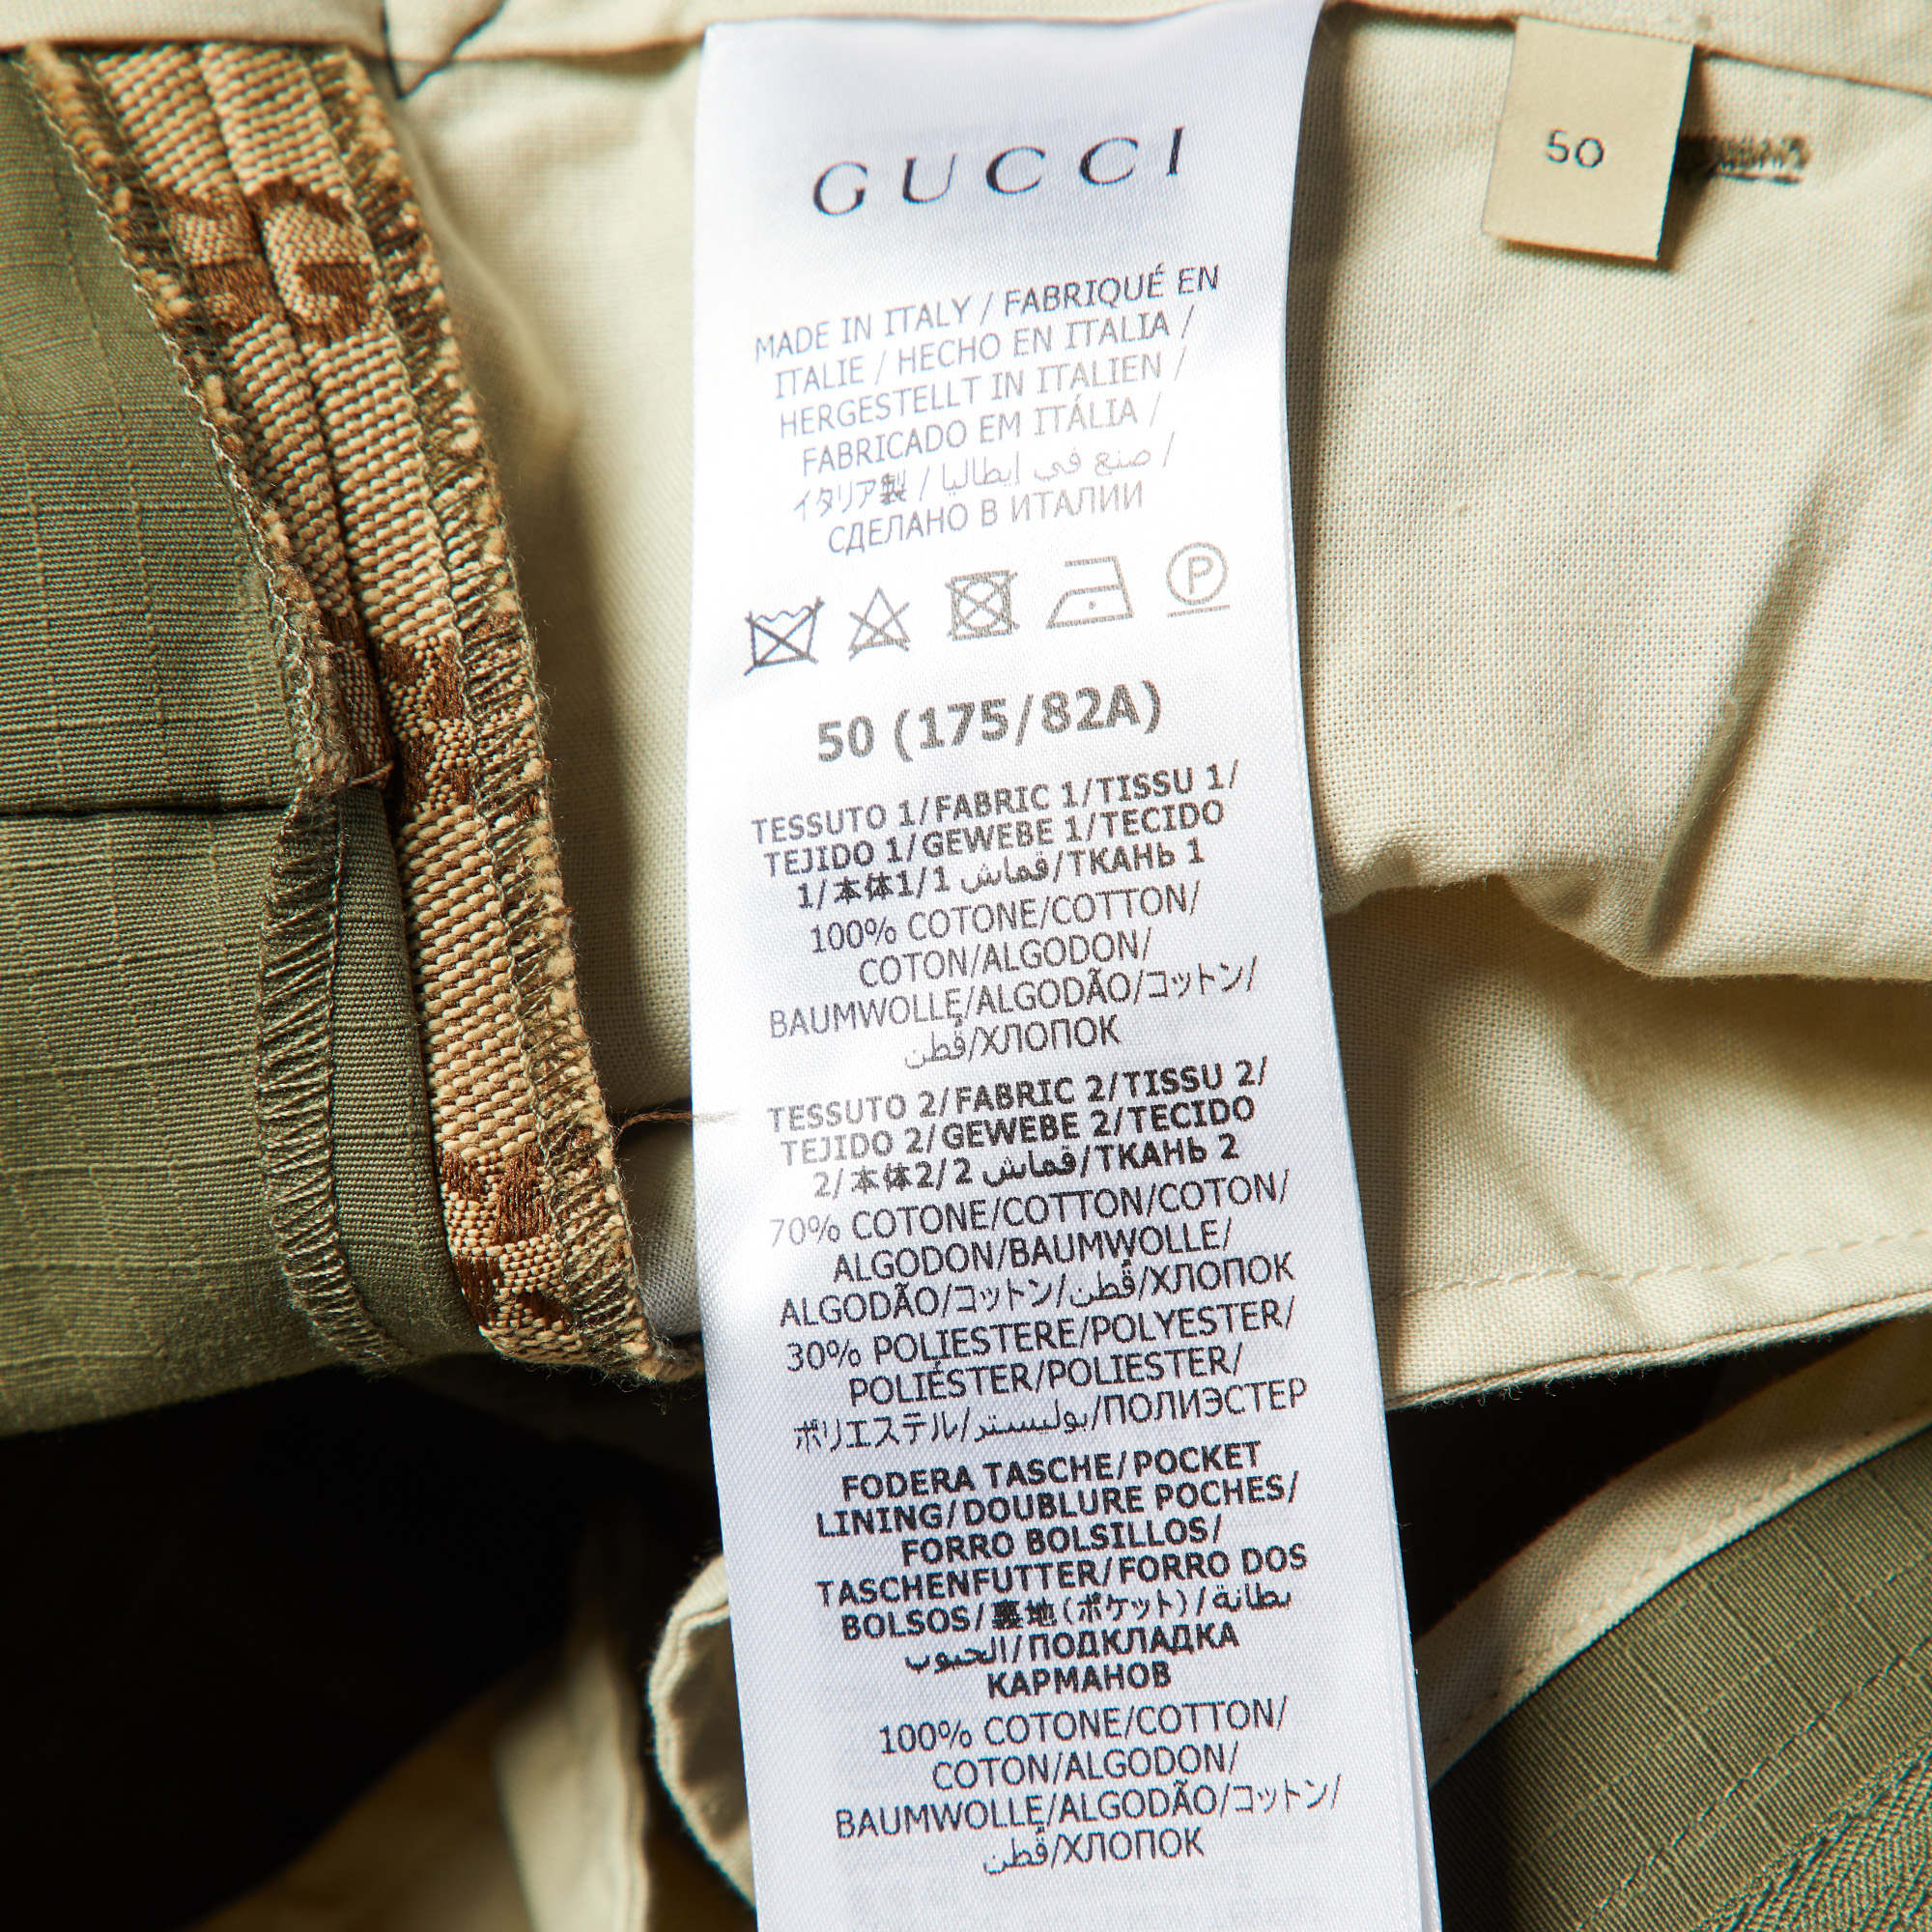 GUCCI
50
MADE IN ITALY / FABRIQUÉ EN
ITALIE / HECHO EN ITALIA /
HERGESTELLT IN ITALIEN /
FABRICADO EM ITÁLIA /
イタリア製 / صنع في إيطاليا /
СДЕЛАНО В ИТАЛИИ
P
50 (175/82A)
TESSUTO 1/FABRIC 1/TISSU 1/
TEJIDO 1/GEWEBE 1/TECIDO
1/本体1/1 قماش/ТКАНЬ 1
100% COTONE/COTTON/
COTON/ALGODON/
BAUMWOLLE/ALGODÃO/コットン/
قُطن/ХЛОПОК
TESSUTO 2/FABRIC 2/TISSU 2/
TEJIDO 2/GEWEBE 2/TECIDO
2/本体2/2 قماش/ТКАНЬ 2
70% COTONE/COTTON/COTON/
ALGODON/BAUMWOLLE/
ALGODÃO/コットン/قُطن/ХЛОПОК
30% POLIESTERE/POLYESTER/
POLIÉSTER/POLIESTER/
ポリエステル/بوليستر/ПОЛИЭСТЕР
FODERA TASCHE/POCKET
LINING/DOUBLURE POCHES/
FORRO BOLSILLOS/
TASCHENFUTTER/FORRO DOS
BOLSOS/裏地(ポケット)/بطانة
الجيوب/ПОДКЛАДКА
КАРМАНОВ
100% COTONE/COTTON/
COTON/ALGODON/
BAUMWOLLE/ALGODÃO/コットン/
قُطن/ХЛОПОК